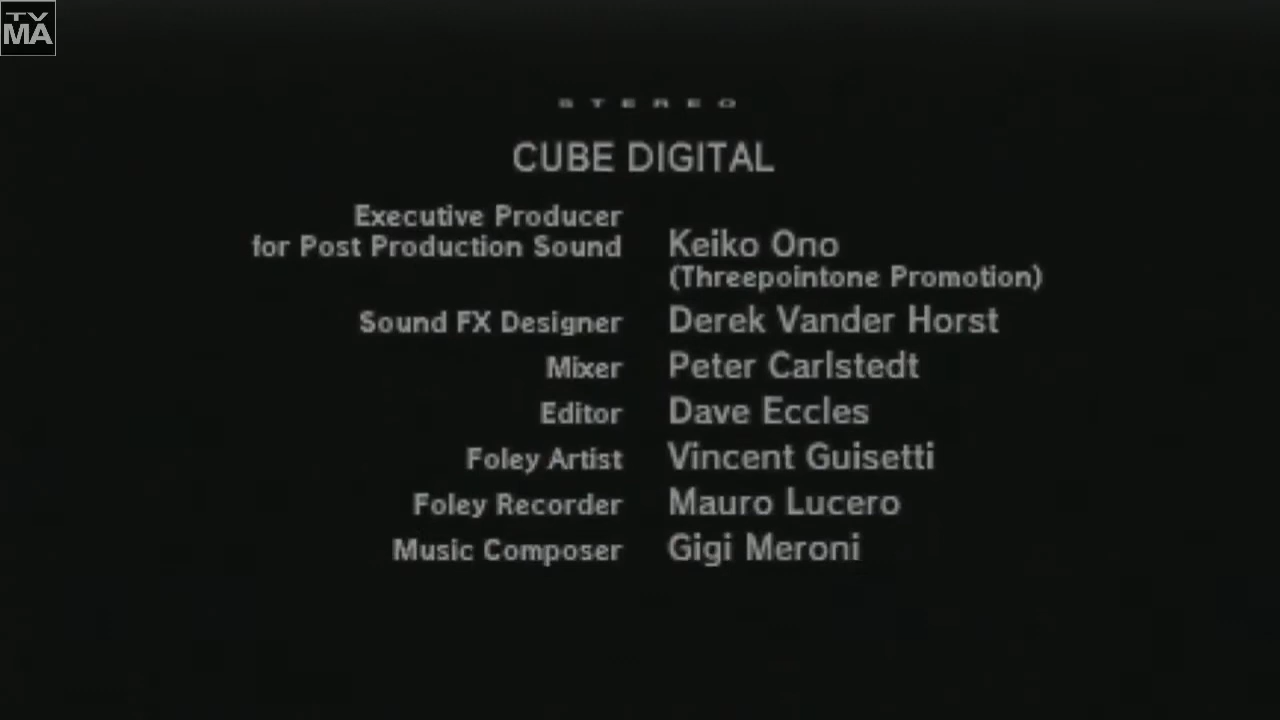 TV
MA
STEREO
CUBE DIGITAL
Executive Producer
for Post Production Sound Keiko Ono
(Threepointone Promotion)
Sound FX Designer Derek Vander Horst
Mixer Peter Carlstedt
Editor Dave Eccles
Foley Artist Vincent Guisetti
Foley Recorder Mauro Lucero
Music Composer Gigi Meroni